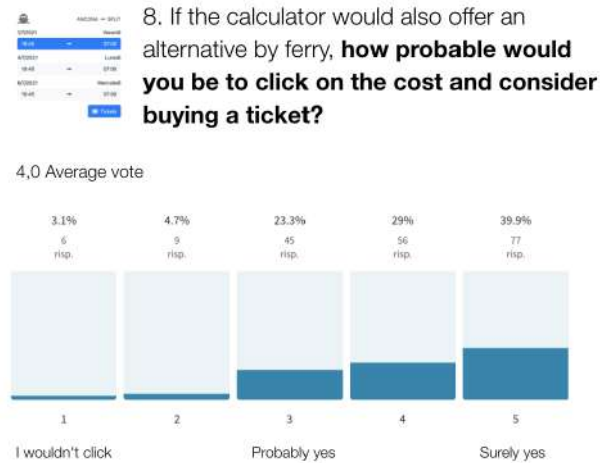 8. If the calculator would also offer an
alternative by ferry, how probable would
you be to click on the cost and consider
buying a ticket?
ANCONA SPLIT
4,0 Average vote
3.1% 4.7% 23.3% 29% 39.9%
6 9 45 56 77
risp. risp. risp. risp. risp.
1 2 3 4 5
I wouldn't click Probably yes Surely yes